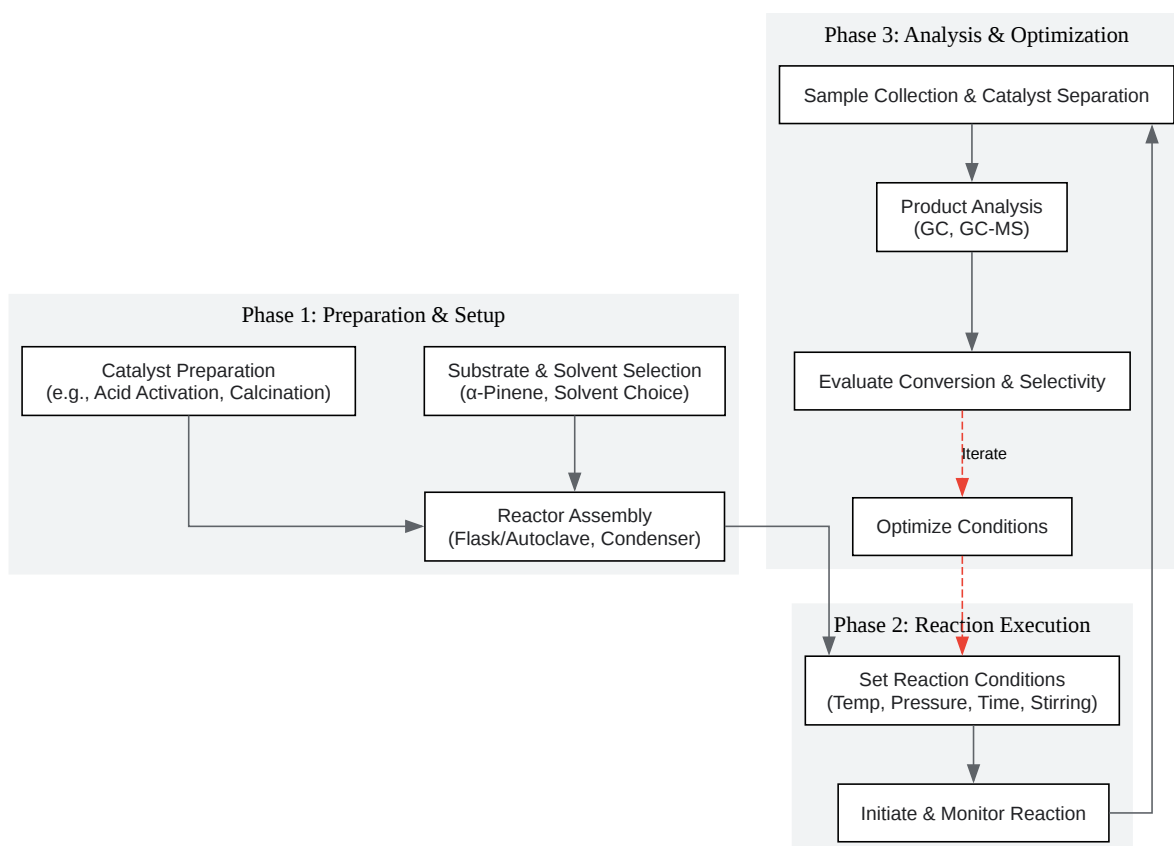 Phase 3: Analysis & Optimization
Sample Collection & Catalyst Separation
Product Analysis
(GC, GC-MS)
Evaluate Conversion & Selectivity
Iterate
Optimize Conditions
Phase 1: Preparation & Setup
Catalyst Preparation
(e.g., Acid Activation, Calcination)
Substrate & Solvent Selection
(α-Pinene, Solvent Choice)
Reactor Assembly
(Flask/Autoclave, Condenser)
Phase 2: Reaction Execution
Set Reaction Conditions
(Temp, Pressure, Time, Stirring)
Initiate & Monitor Reaction